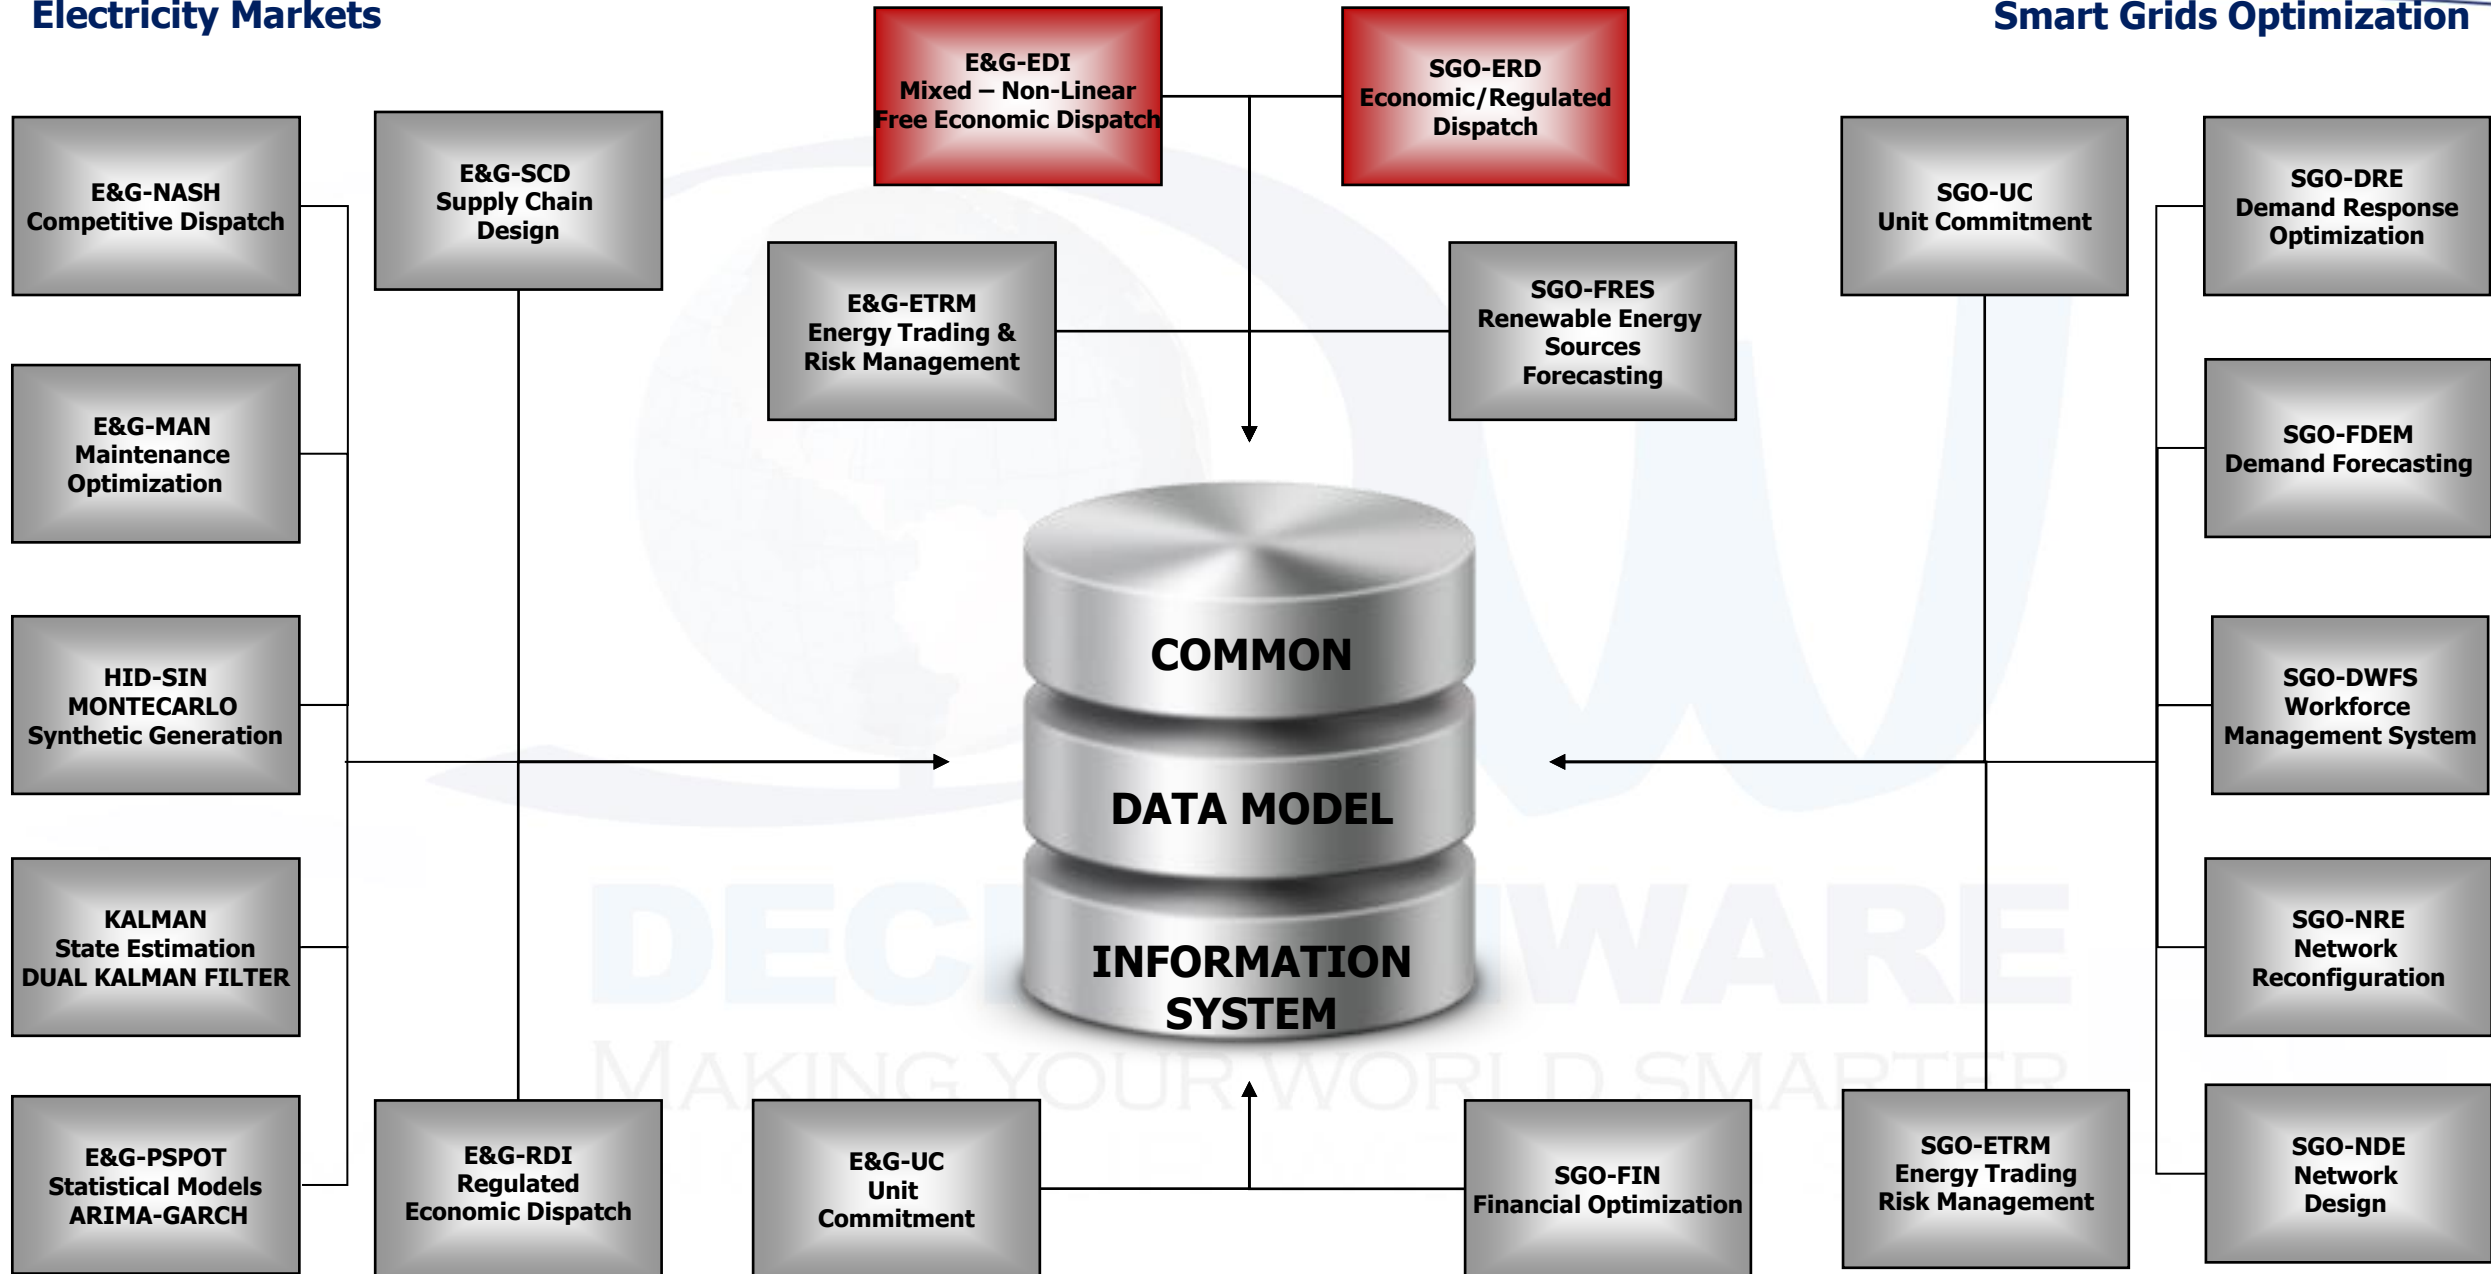 Electricity Markets
Smart Grids Optimization
E&G-EDI
Mixed – Non-Linear
Free Economic Dispatch
SGO-ERD
Economic/Regulated
Dispatch
E&G-NASH
Competitive Dispatch
E&G-SCD
Supply Chain
Design
SGO-UC
Unit Commitment
SGO-DRE
Demand Response
Optimization
E&G-ETRM
Energy Trading &
Risk Management
SGO-FRES
Renewable Energy
Sources
Forecasting
E&G-MAN
Maintenance
Optimization
SGO-FDEM
Demand Forecasting
HID-SIN
MONTECARLO
Synthetic Generation
COMMON
DATA MODEL
INFORMATION
SYSTEM
SGO-DWFS
Workforce
Management System
KALMAN
State Estimation
DUAL KALMAN FILTER
SGO-NRE
Network
Reconfiguration
MAKING YOUR WORLD SMARTER
E&G-PSPOT
Statistical Models
ARIMA-GARCH
E&G-RDI
Regulated
Economic Dispatch
E&G-UC
Unit
Commitment
SGO-FIN
Financial Optimization
SGO-ETRM
Energy Trading
Risk Management
SGO-NDE
Network
Design